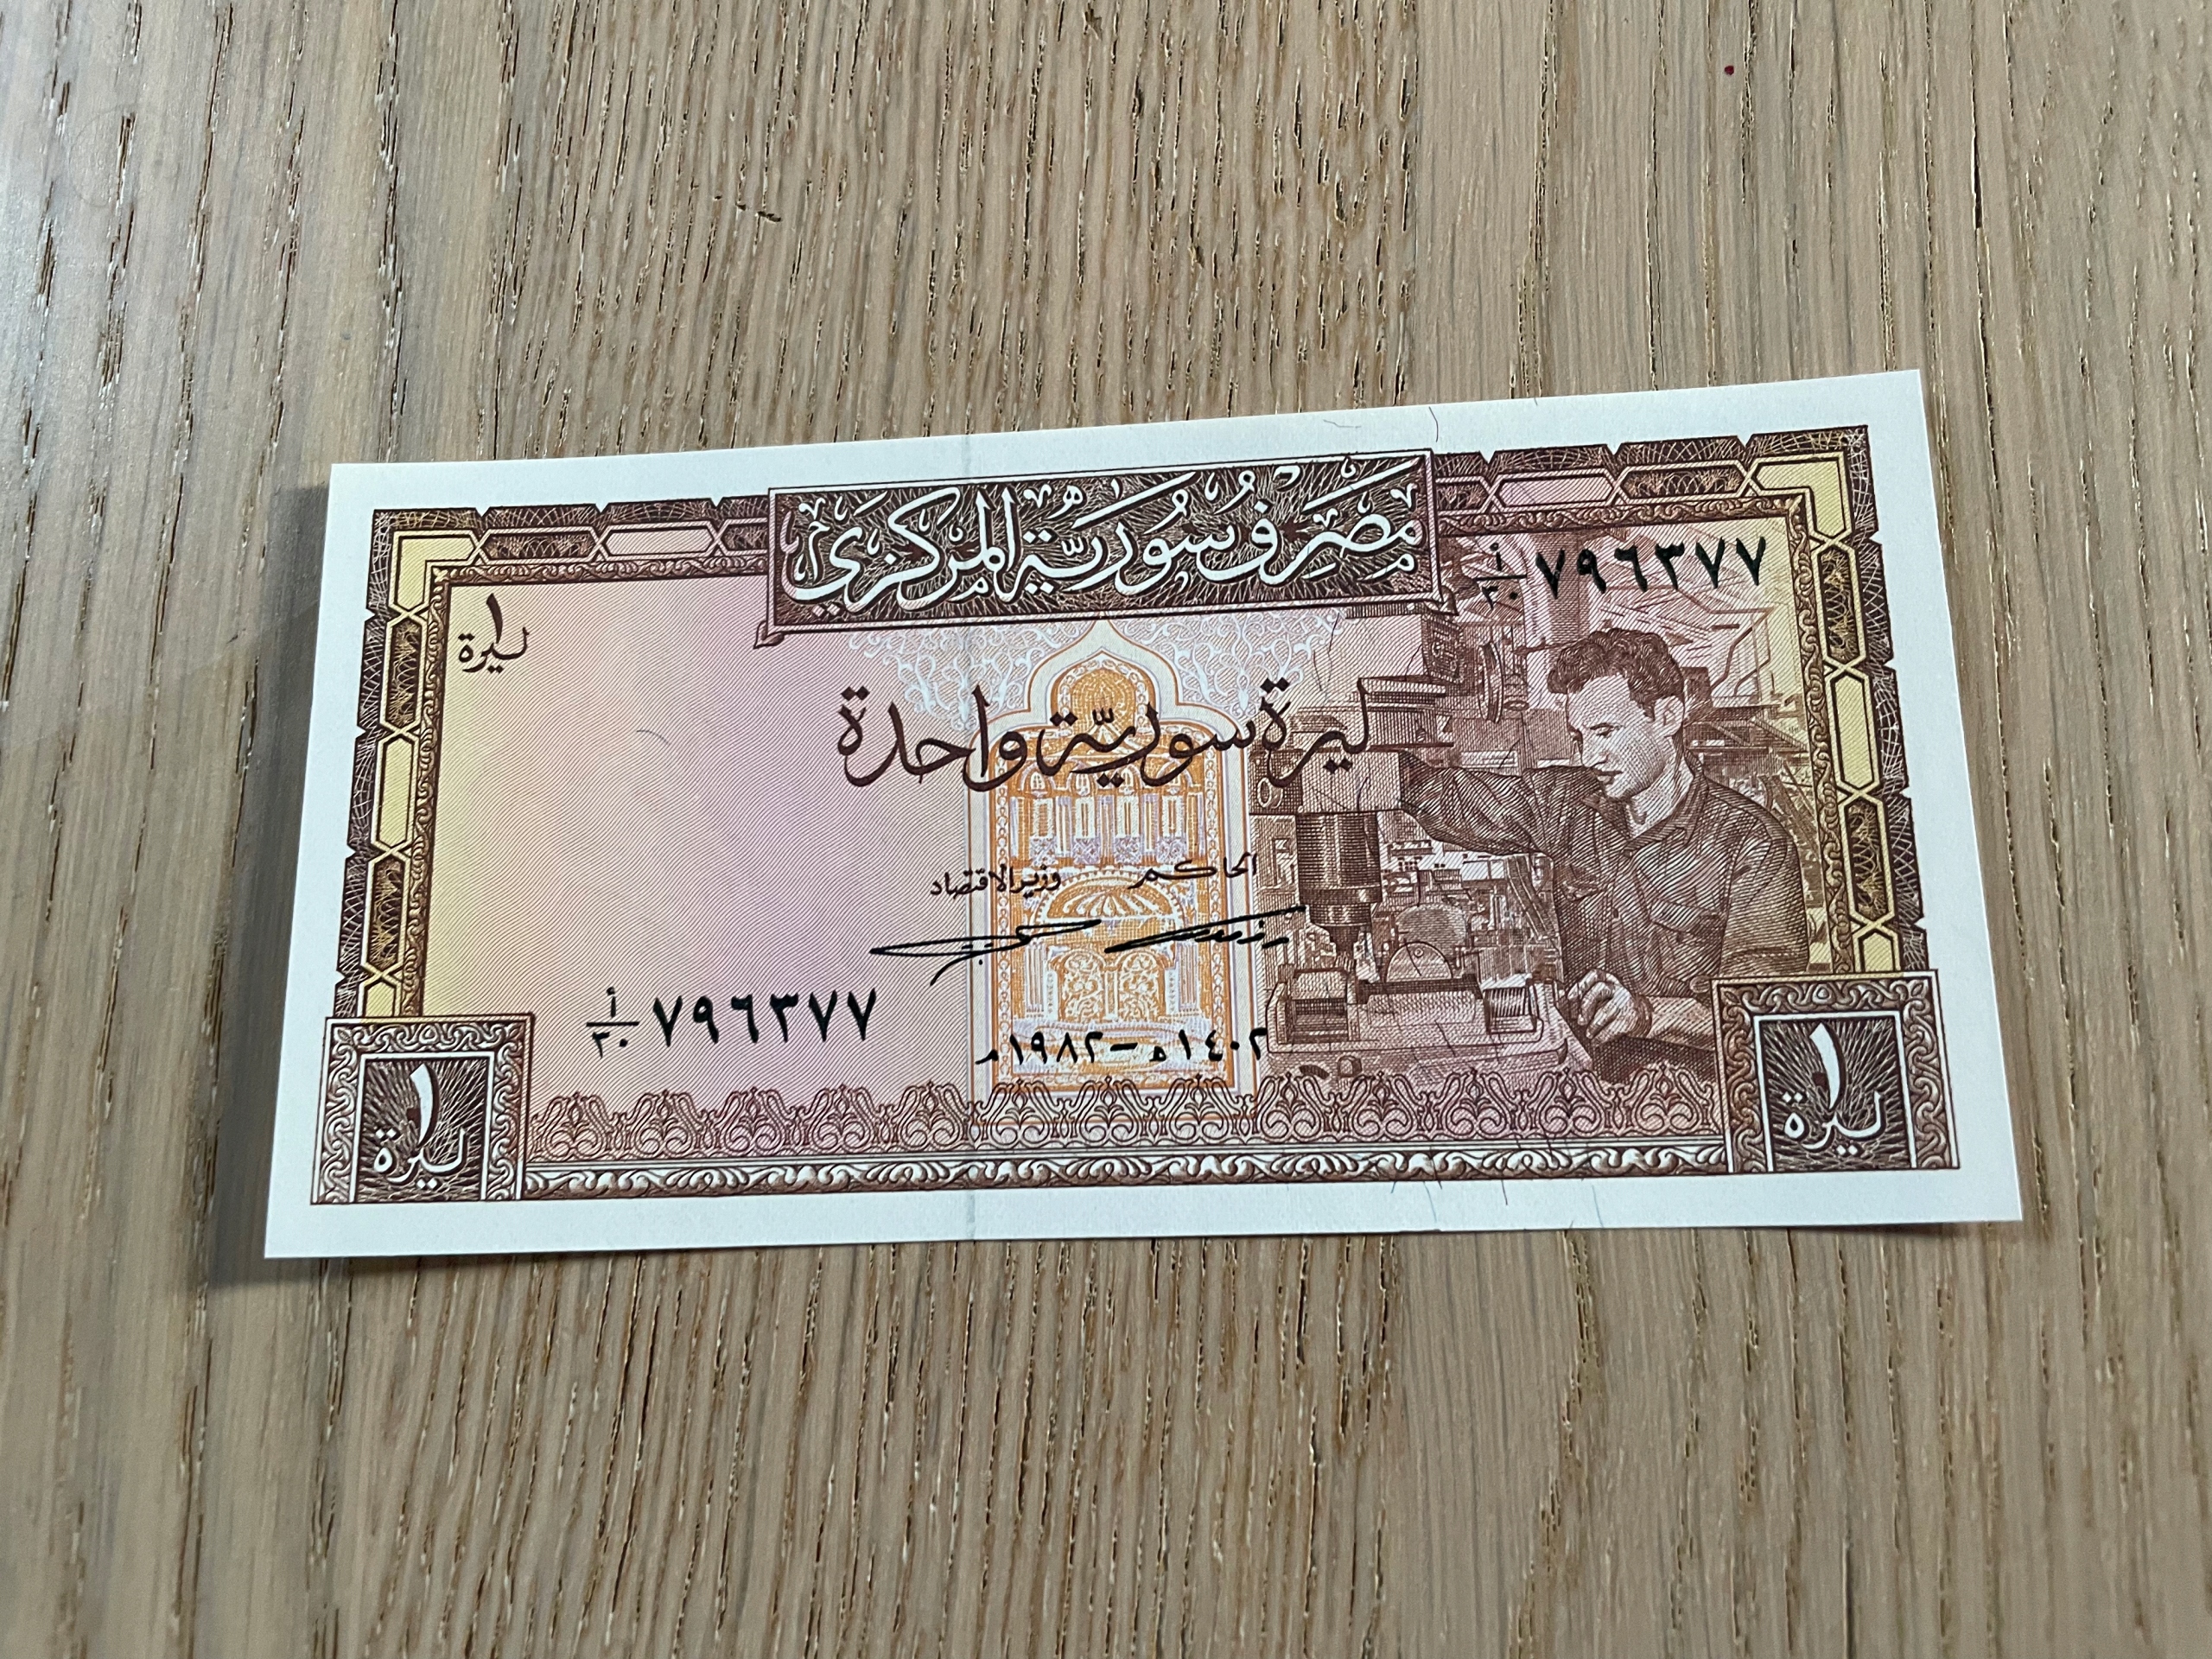 مصرف سورية المركزي
أ/٣٠ ٧٩٦٣٧٧
١ ليرة
ليرة سورية واحدة
الحاكم وزير الاقتصاد
أ/٣٠ ٧٩٦٣٧٧
١٤٠٢ه – ١٩٨٢م
١ ليرة
١ ليرة